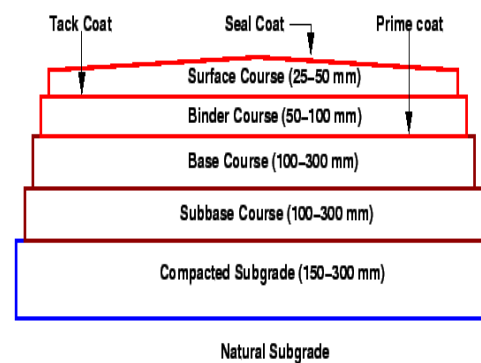 Tack Coat Seal Coat Prime coat
Surface Course (25–50 mm)
Binder Course (50–100 mm)
Base Course (100–300 mm)
Subbase Course (100–300 mm)
Compacted Subgrade (150–300 mm)
Natural Subgrade